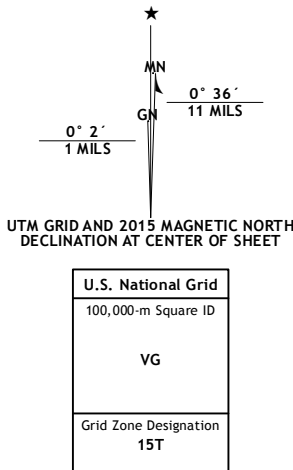 ★
MN
0° 36´
11 MILS
GN
0° 2´
1 MILS
UTM GRID AND 2015 MAGNETIC NORTH
DECLINATION AT CENTER OF SHEET
U.S. National Grid
100,000-m Square ID
VG
Grid Zone Designation
15T